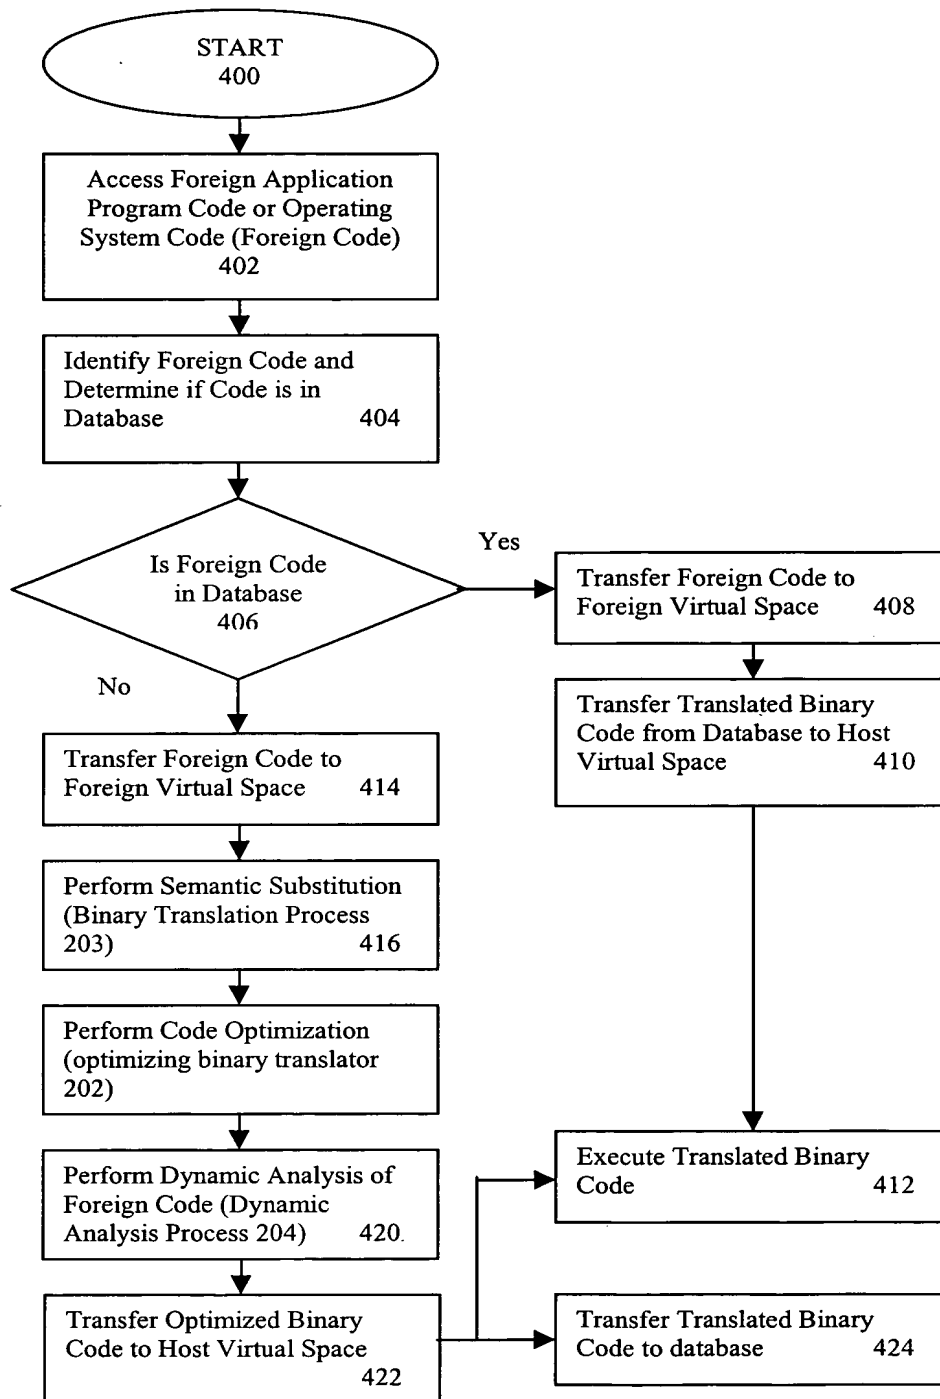 START
400
Access Foreign Application
Program Code or Operating
System Code (Foreign Code)
402
Identify Foreign Code and
Determine if Code is in
Database 404
Is Foreign Code
in Database
406
Yes
No
Transfer Foreign Code to
Foreign Virtual Space 408
Transfer Translated Binary
Code from Database to Host
Virtual Space 410
Transfer Foreign Code to
Foreign Virtual Space 414
Perform Semantic Substitution
(Binary Translation Process
203) 416
Perform Code Optimization
(optimizing binary translator
202)
Perform Dynamic Analysis of
Foreign Code (Dynamic
Analysis Process 204) 420
Execute Translated Binary
Code 412
Transfer Optimized Binary
Code to Host Virtual Space
422
Transfer Translated Binary
Code to database 424